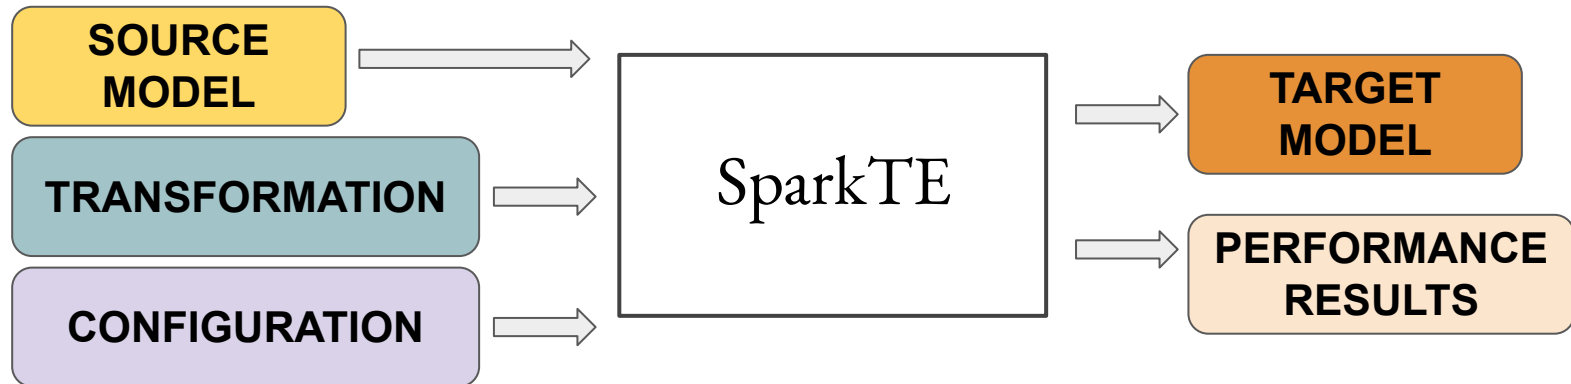 SOURCE
MODEL
TRANSFORMATION
CONFIGURATION
SparkTE
TARGET
MODEL
PERFORMANCE
RESULTS